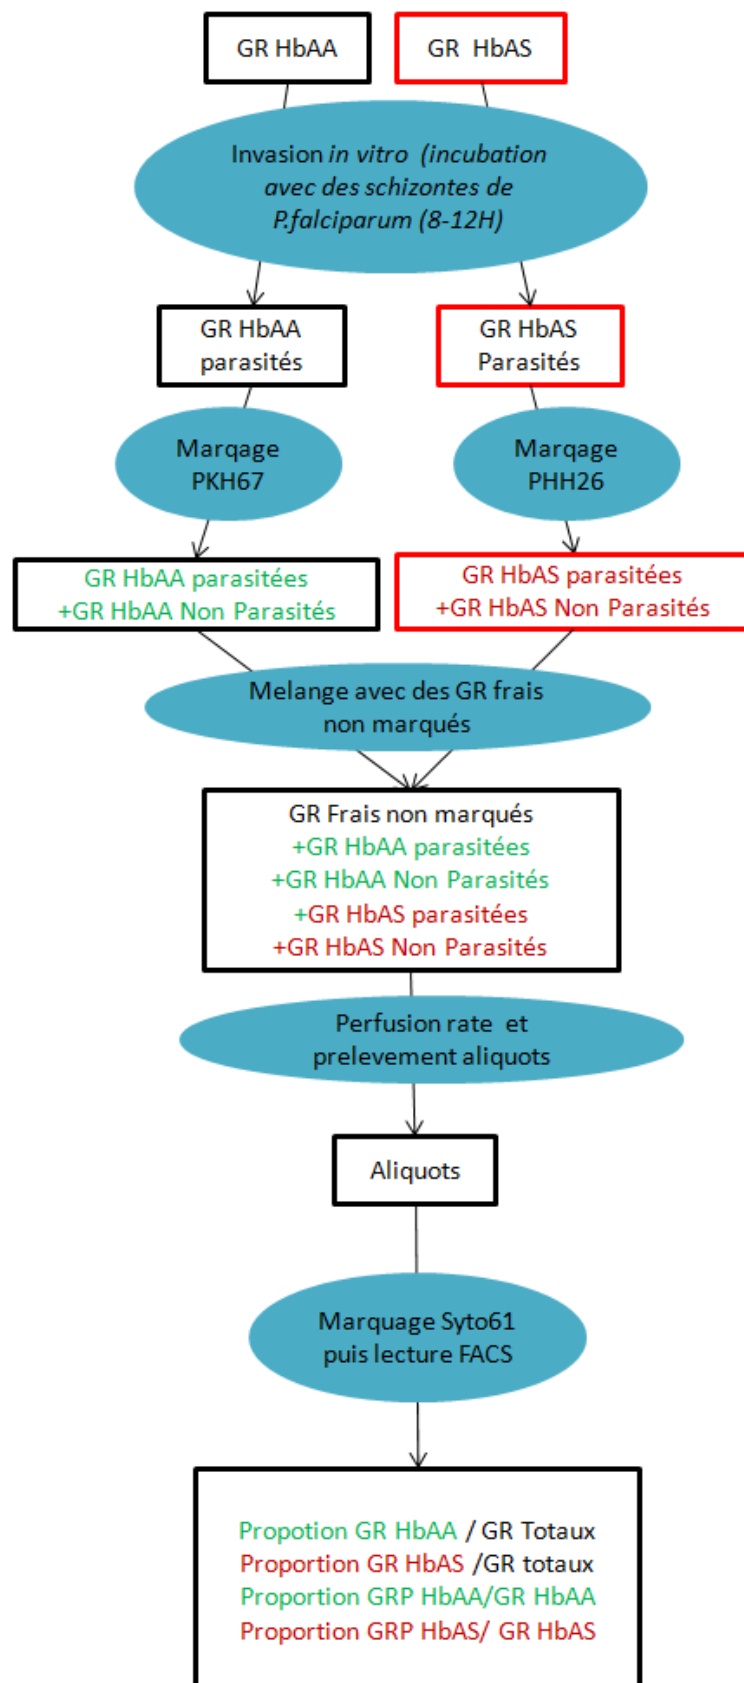 GR HbAA
GR HbAS
Invasion in vitro (incubation
avec des schizontes de
P.falciparum (8-12H)
GR HbAA
parasités
GR HbAS
Parasités
Marqage
PKH67
Marqage
PHH26
GR HbAA parasitées
+GR HbAA Non Parasités
GR HbAS parasitées
+GR HbAS Non Parasités
Melange avec des GR frais
non marqués
GR Frais non marqués
+GR HbAA parasitées
+GR HbAA Non Parasités
+GR HbAS parasitées
+GR HbAS Non Parasités
Perfusion rate et
prelevement aliquots
Aliquots
Marquage Syto61
puis lecture FACS
Propotion GR HbAA / GR Totaux
Proportion GR HbAS /GR totaux
Proportion GRP HbAA/GR HbAA
Proportion GRP HbAS/ GR HbAS